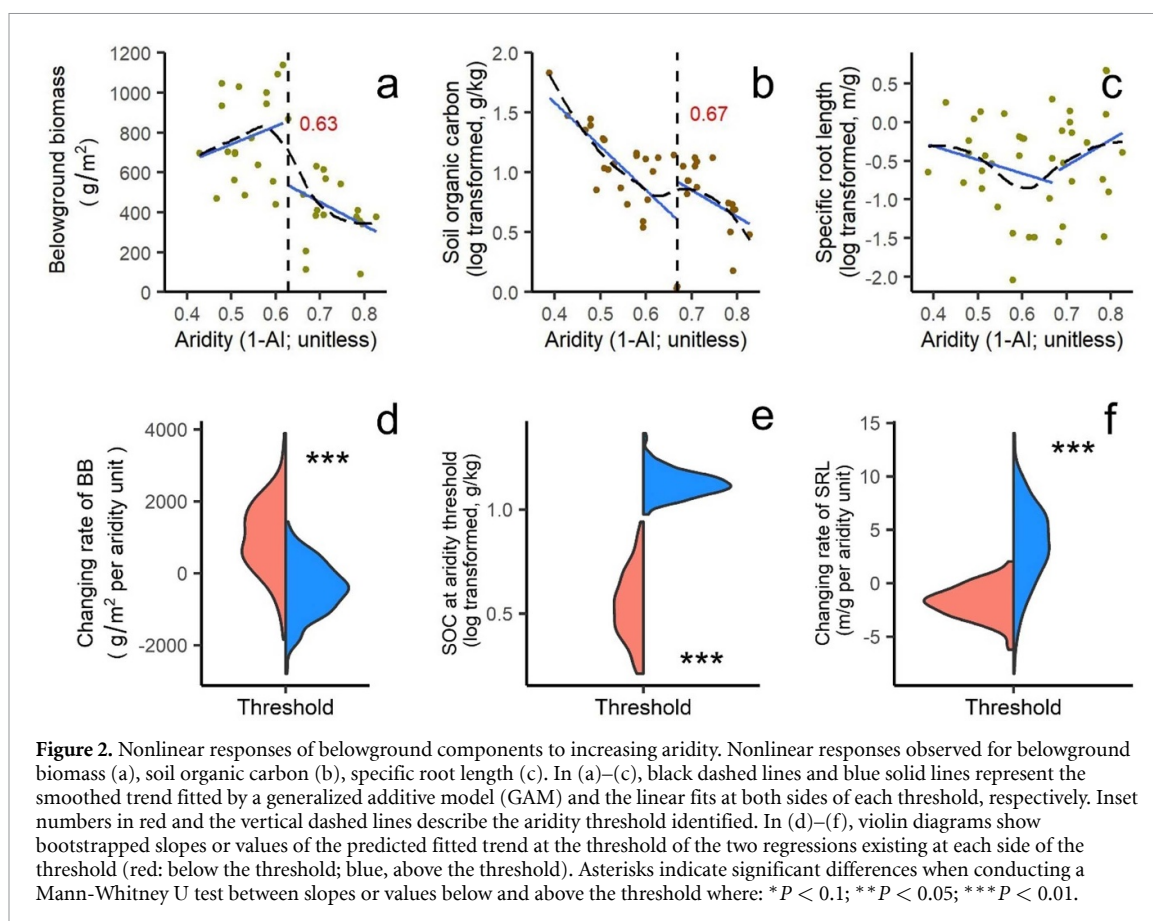 a
Belowground biomass
( g/m²)
1200
1000
800
600
400
200
0
0.63
0.4 0.5 0.6 0.7 0.8
Aridity (1-AI; unitless)
b
Soil organic carbon
(log transformed, g/kg)
2.0
1.5
1.0
0.5
0.0
0.67
0.4 0.5 0.6 0.7 0.8
Aridity (1-AI; unitless)
c
Specific root length
(log transformed, m/g)
0.5
0.0
-0.5
-1.0
-1.5
-2.0
0.4 0.5 0.6 0.7 0.8
Aridity (1-AI; unitless)
d
Changing rate of BB
( g/m² per aridity unit )
4000
2000
0
-2000
***
Threshold
e
SOC at aridity threshold
(log transformed, g/kg)
1.0
0.5
***
Threshold
f
Changing rate of SRL
(m/g per aridity unit)
15
10
5
0
-5
***
Threshold
Figure 2. Nonlinear responses of belowground components to increasing aridity. Nonlinear responses observed for belowground
biomass (a), soil organic carbon (b), specific root length (c). In (a)–(c), black dashed lines and blue solid lines represent the
smoothed trend fitted by a generalized additive model (GAM) and the linear fits at both sides of each threshold, respectively. Inset
numbers in red and the vertical dashed lines describe the aridity threshold identified. In (d)–(f), violin diagrams show
bootstrapped slopes or values of the predicted fitted trend at the threshold of the two regressions existing at each side of the
threshold (red: below the threshold; blue, above the threshold). Asterisks indicate significant differences when conducting a
Mann-Whitney U test between slopes or values below and above the threshold where: *P < 0.1; **P < 0.05; ***P < 0.01.